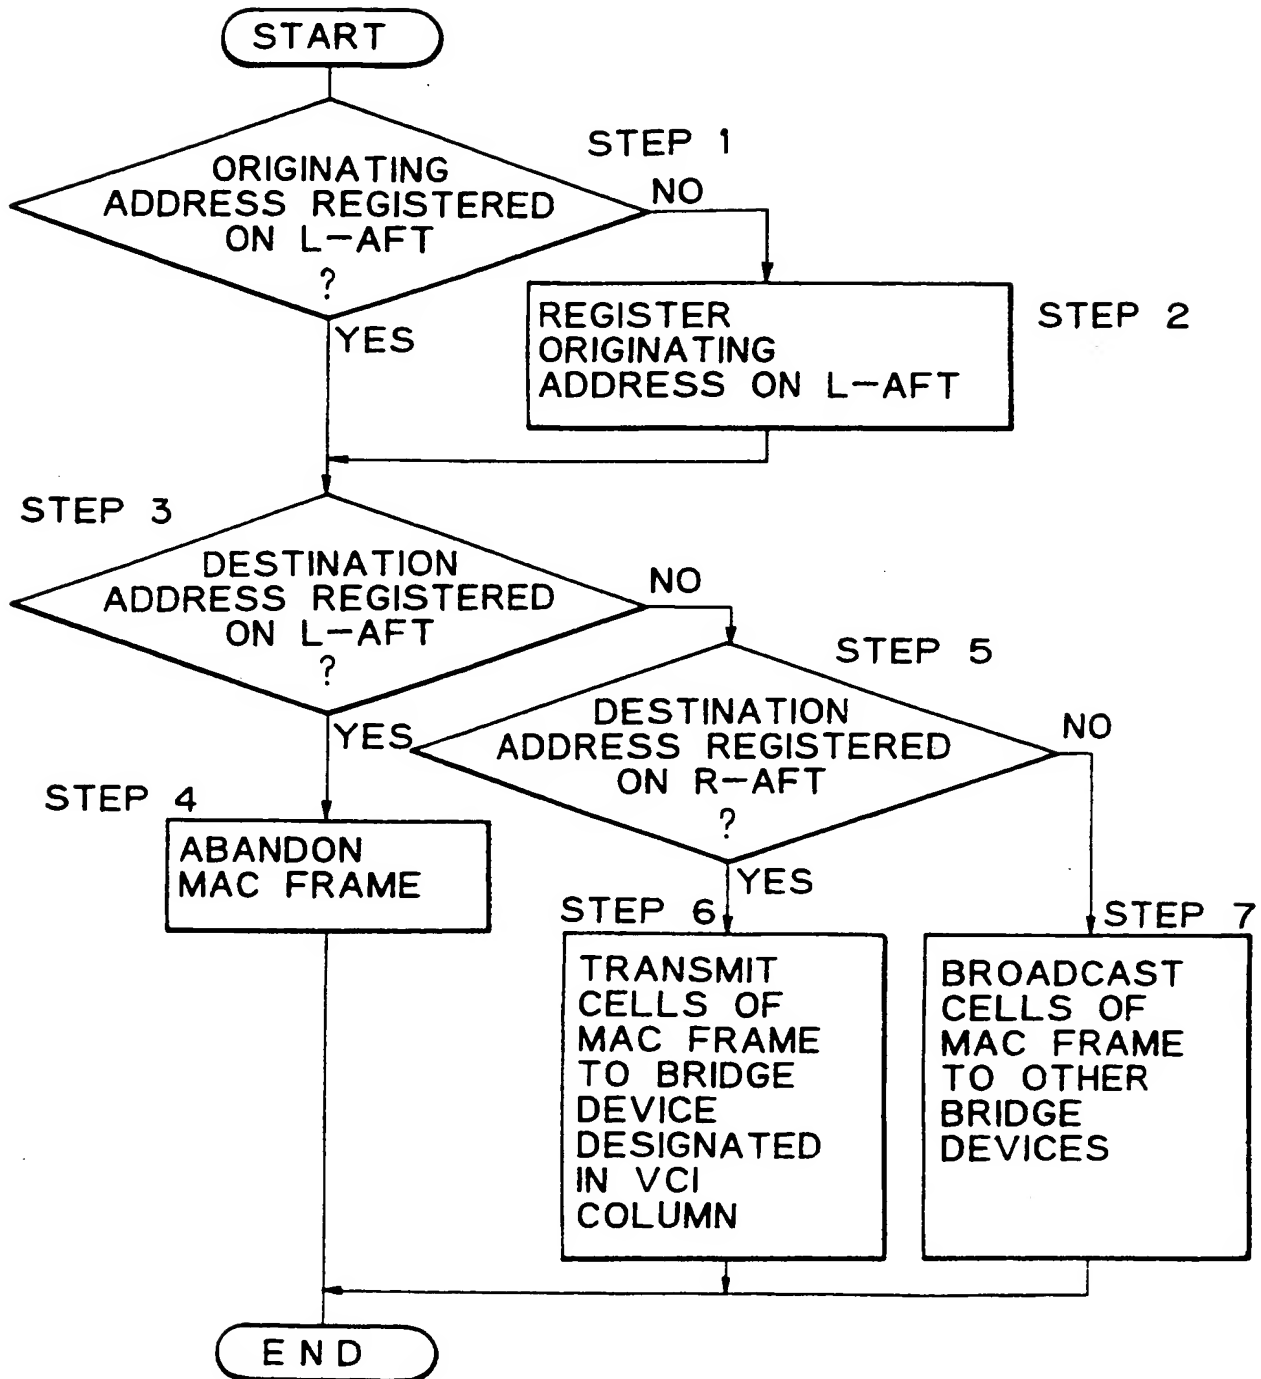 START
STEP 1
ORIGINATING
ADDRESS REGISTERED
ON L-AFT
?
NO
YES
REGISTER
ORIGINATING
ADDRESS ON L-AFT
STEP 2
STEP 3
DESTINATION
ADDRESS REGISTERED
ON L-AFT
?
NO
YES
STEP 4
ABANDON
MAC FRAME
STEP 5
DESTINATION
ADDRESS REGISTERED
ON R-AFT
?
NO
YES
STEP 6
TRANSMIT
CELLS OF
MAC FRAME
TO BRIDGE
DEVICE
DESIGNATED
IN VCI
COLUMN
STEP 7
BROADCAST
CELLS OF
MAC FRAME
TO OTHER
BRIDGE
DEVICES
END